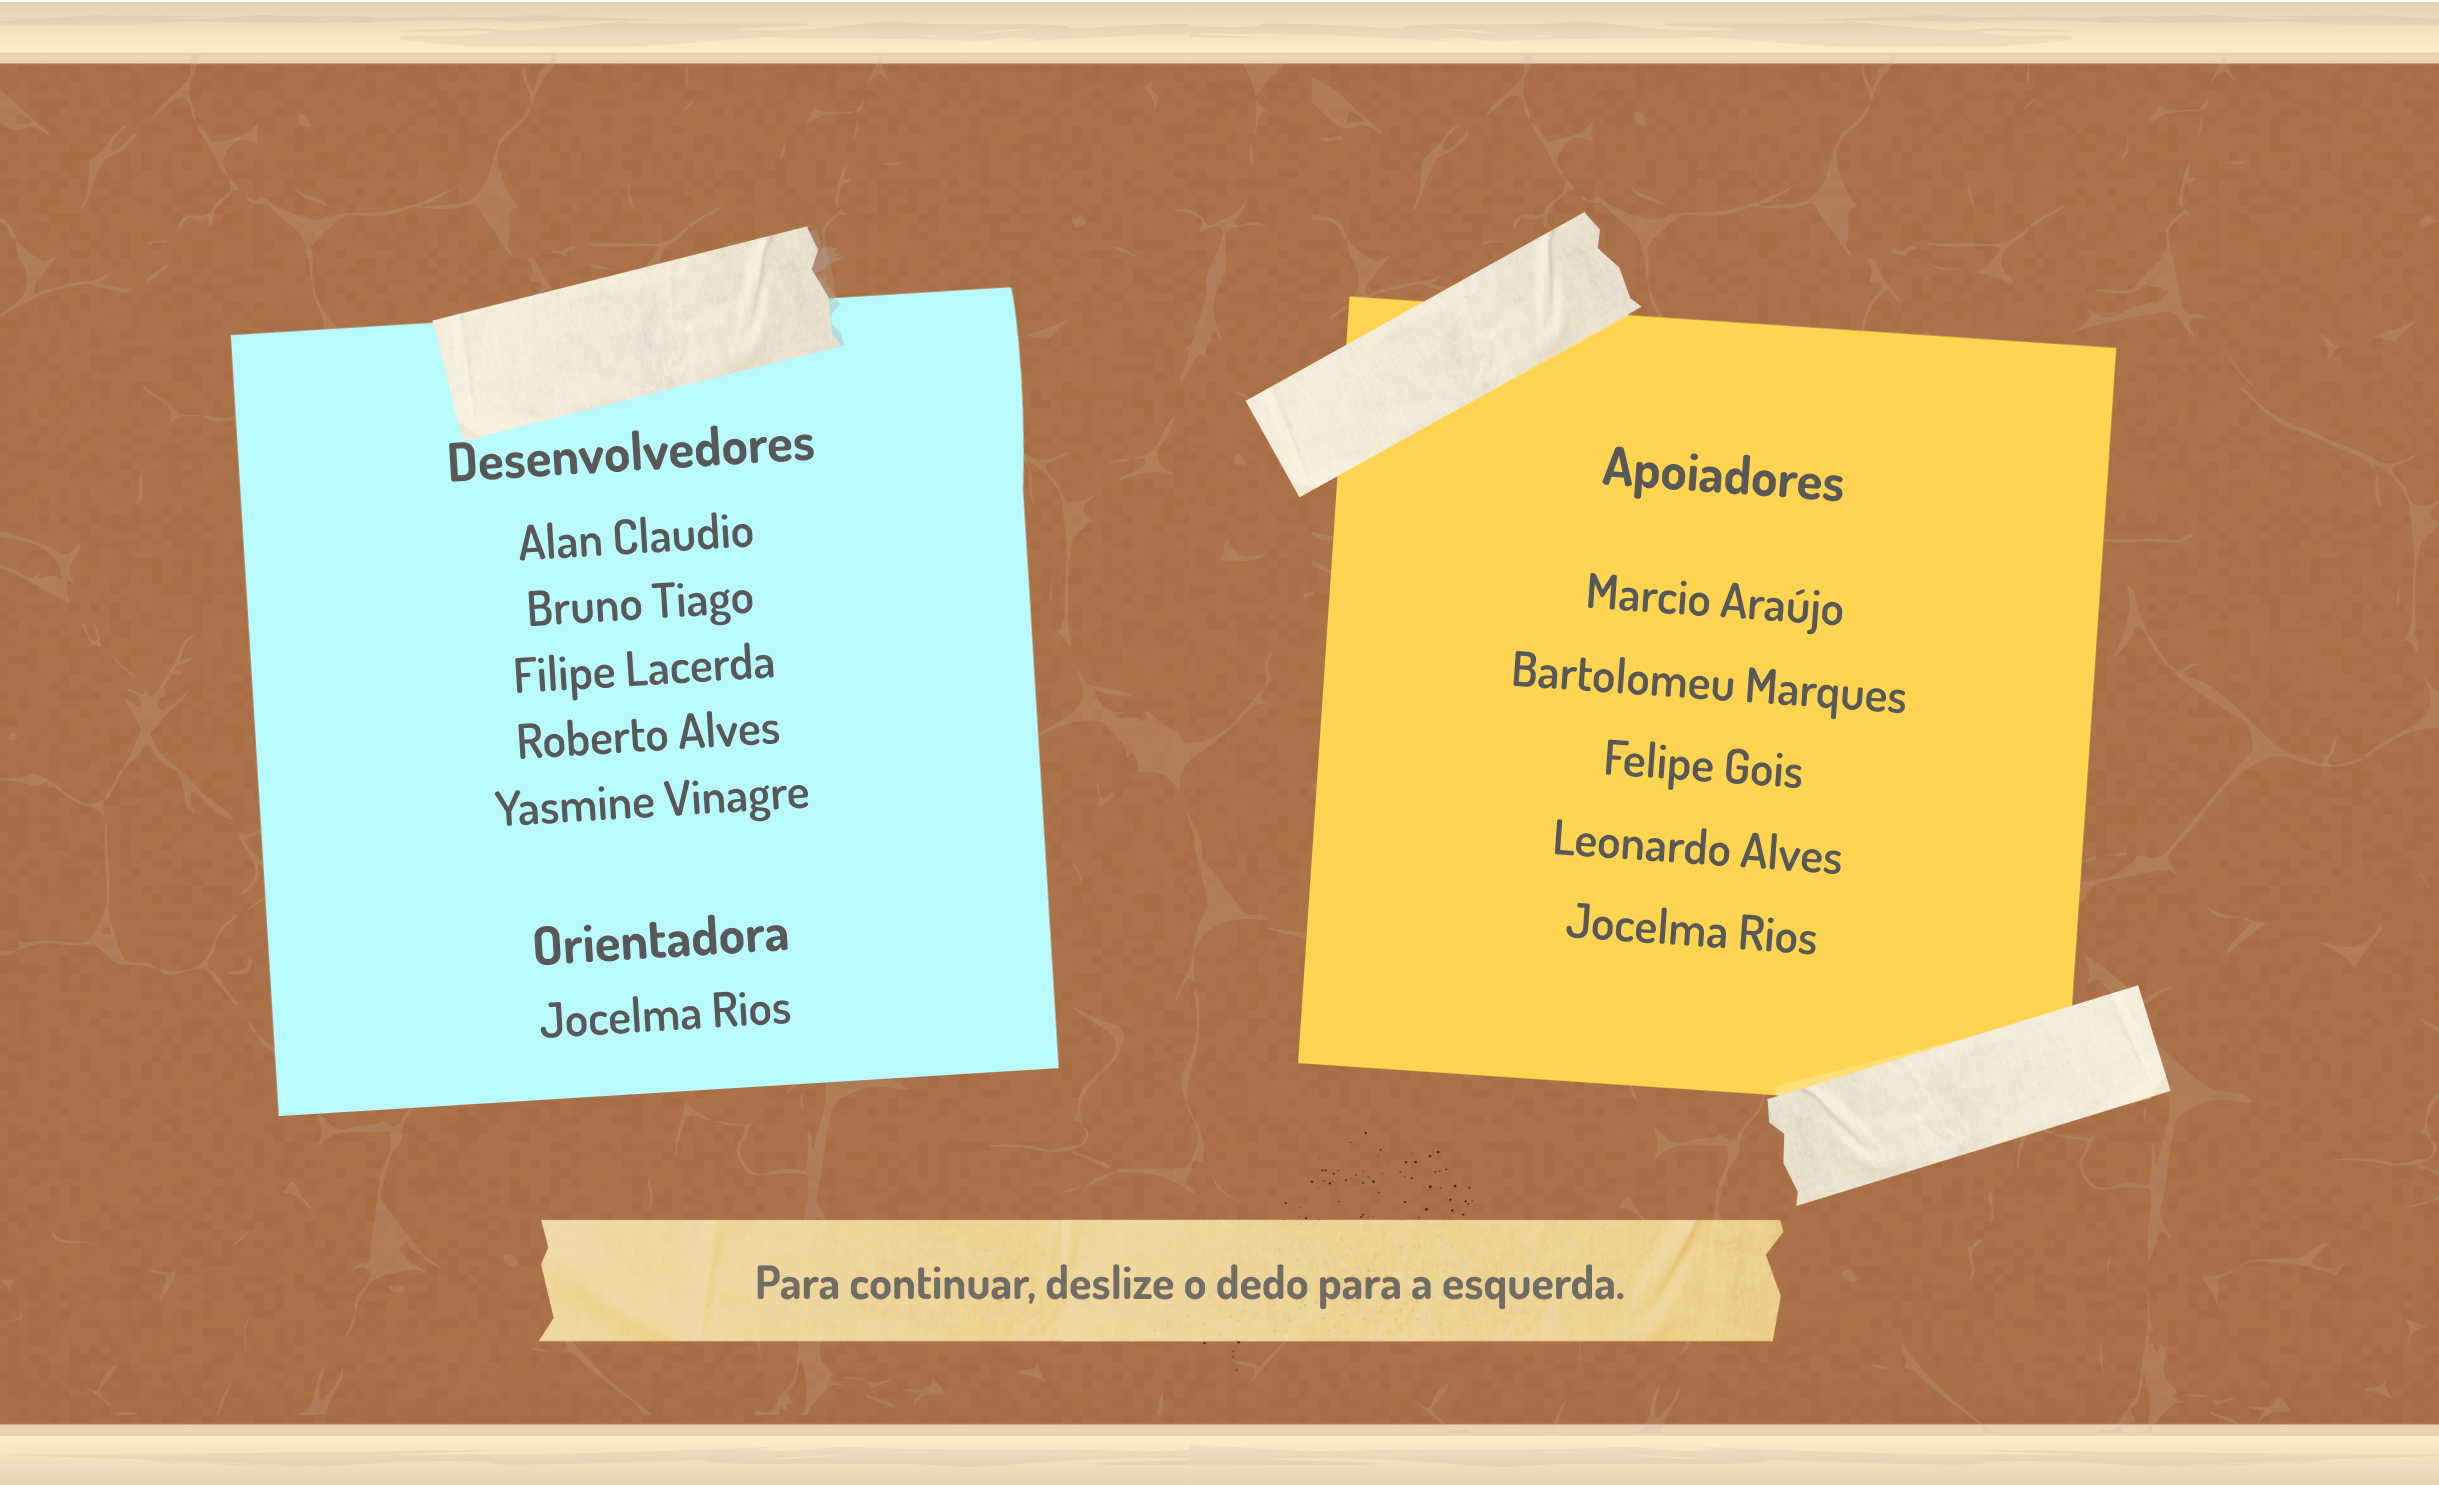 Desenvolvedores
Alan Claudio
Bruno Tiago
Filipe Lacerda
Roberto Alves
Yasmine Vinagre
Orientadora
Jocelma Rios
Apoiadores
Marcio Araújo
Bartolomeu Marques
Felipe Gois
Leonardo Alves
Jocelma Rios
Para continuar, deslize o dedo para a esquerda.